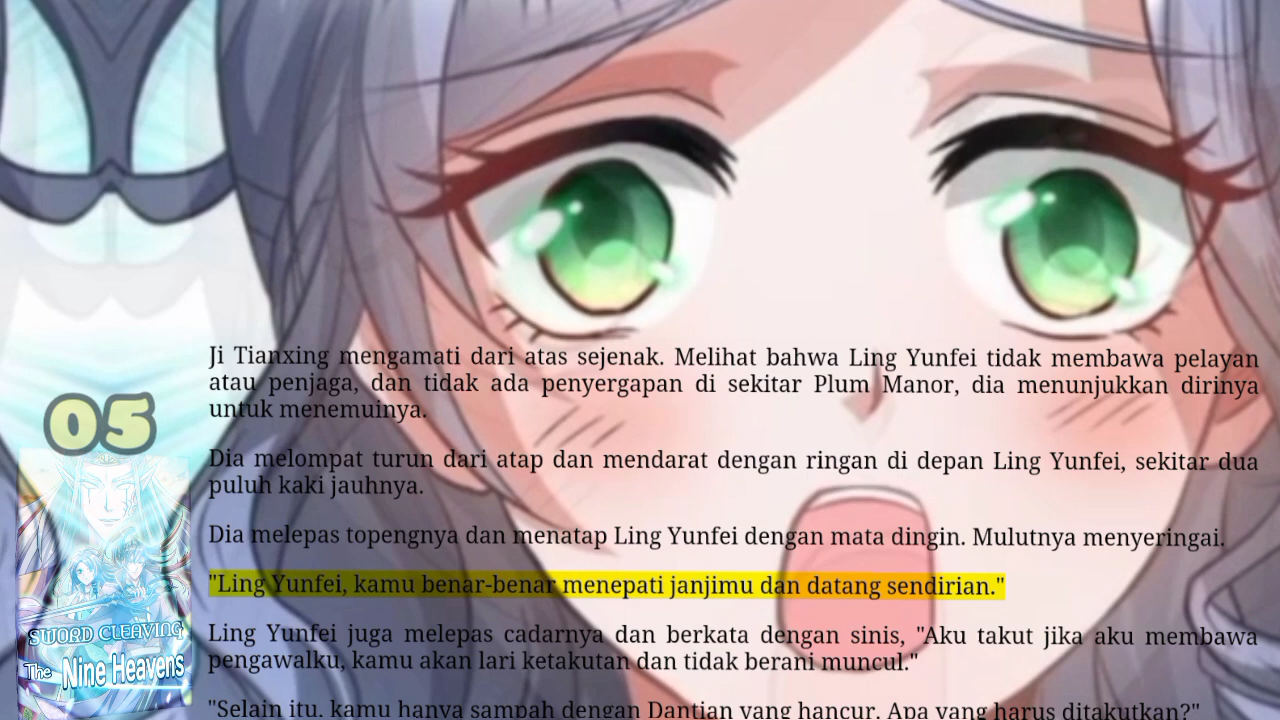 Ji Tianxing mengamati dari atas sejenak. Melihat bahwa Ling Yunfei tidak membawa pelayan
atau penjaga, dan tidak ada penyergapan di sekitar Plum Manor, dia menunjukkan dirinya
untuk menemuinya.
Dia melompat turun dari atap dan mendarat dengan ringan di depan Ling Yunfei, sekitar dua
puluh kaki jauhnya.
Dia melepas topengnya dan menatap Ling Yunfei dengan mata dingin. Mulutnya menyeringai.
"Ling Yunfei, kamu benar-benar menepati janjimu dan datang sendirian."
Ling Yunfei juga melepas cadarnya dan berkata dengan sinis, "Aku takut jika aku membawa
pengawalku, kamu akan lari ketakutan dan tidak berani muncul."
"Selain itu, kamu hanya sampah dengan Dantian yang hancur. Apa yang harus ditakutkan?"
05
SWORD CLEAVING
The Nine Heavens